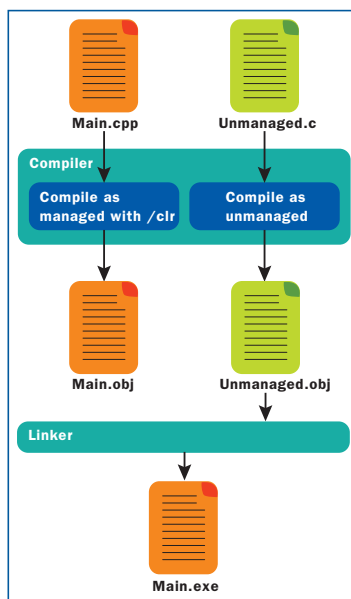 Main.cpp
Unmanaged.c
Compiler
Compile as
managed with /clr
Compile as
unmanaged
Main.obj
Unmanaged.obj
Linker
Main.exe